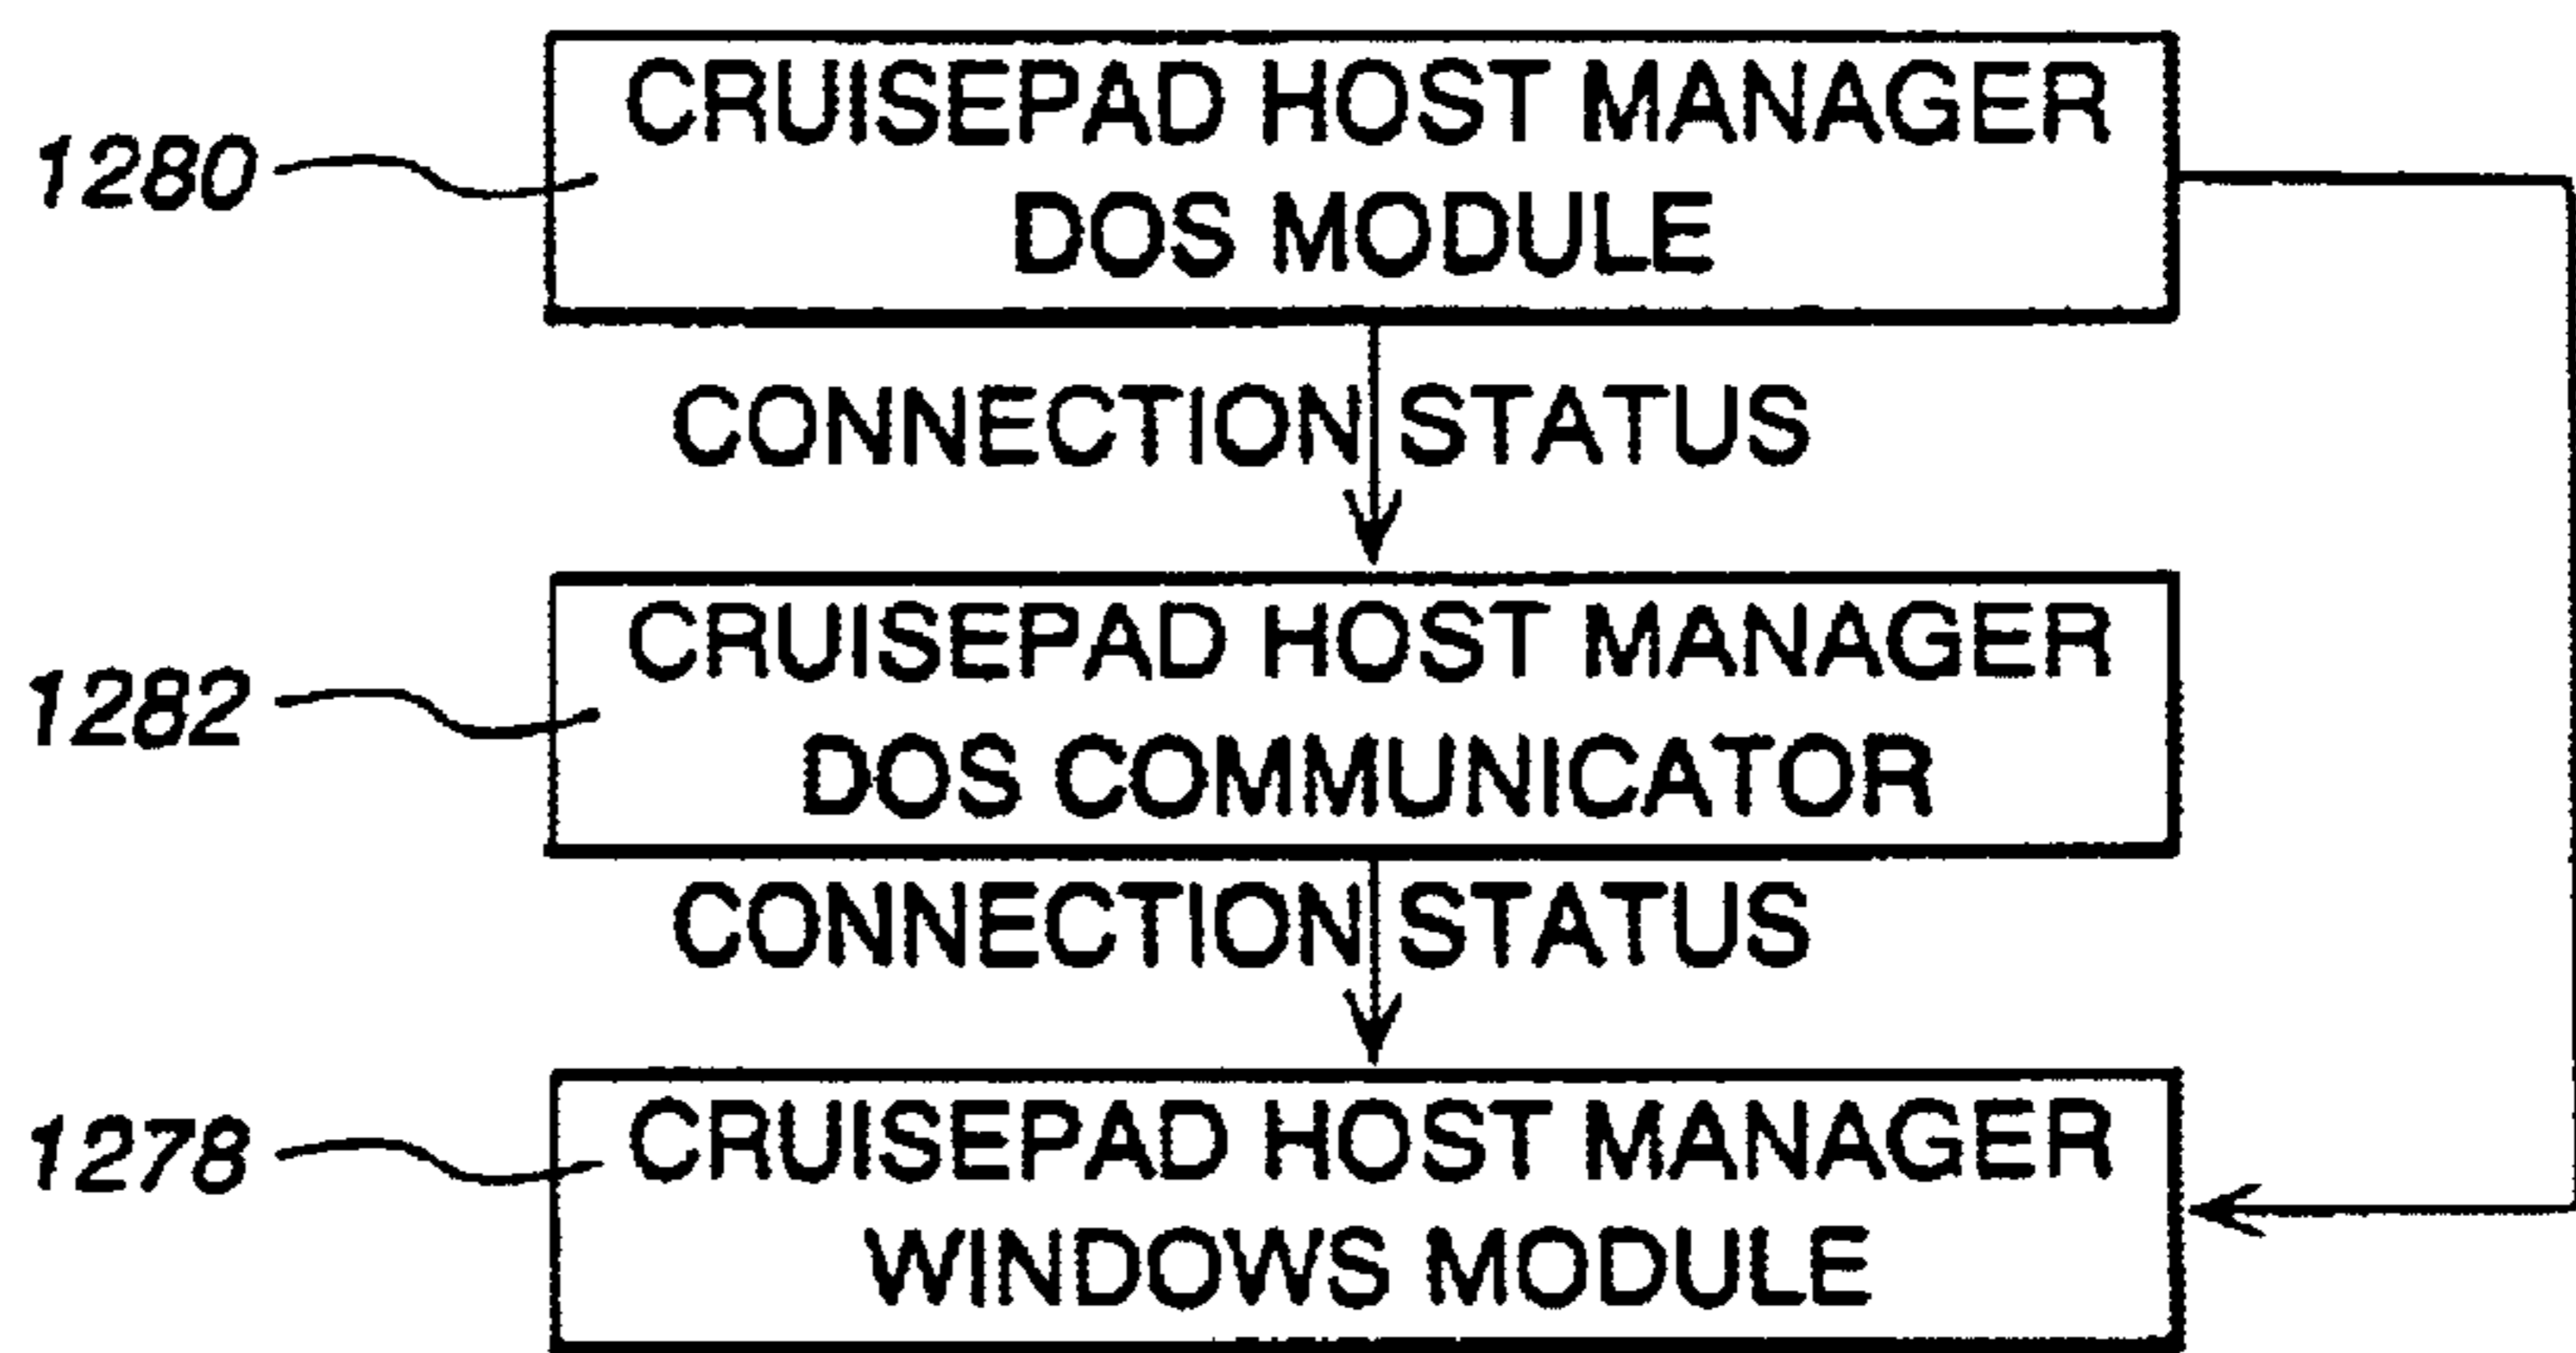 1280
CRUISEPAD HOST MANAGER
DOS MODULE
CONNECTION STATUS
1282
CRUISEPAD HOST MANAGER
DOS COMMUNICATOR
CONNECTION STATUS
1278
CRUISEPAD HOST MANAGER
WINDOWS MODULE